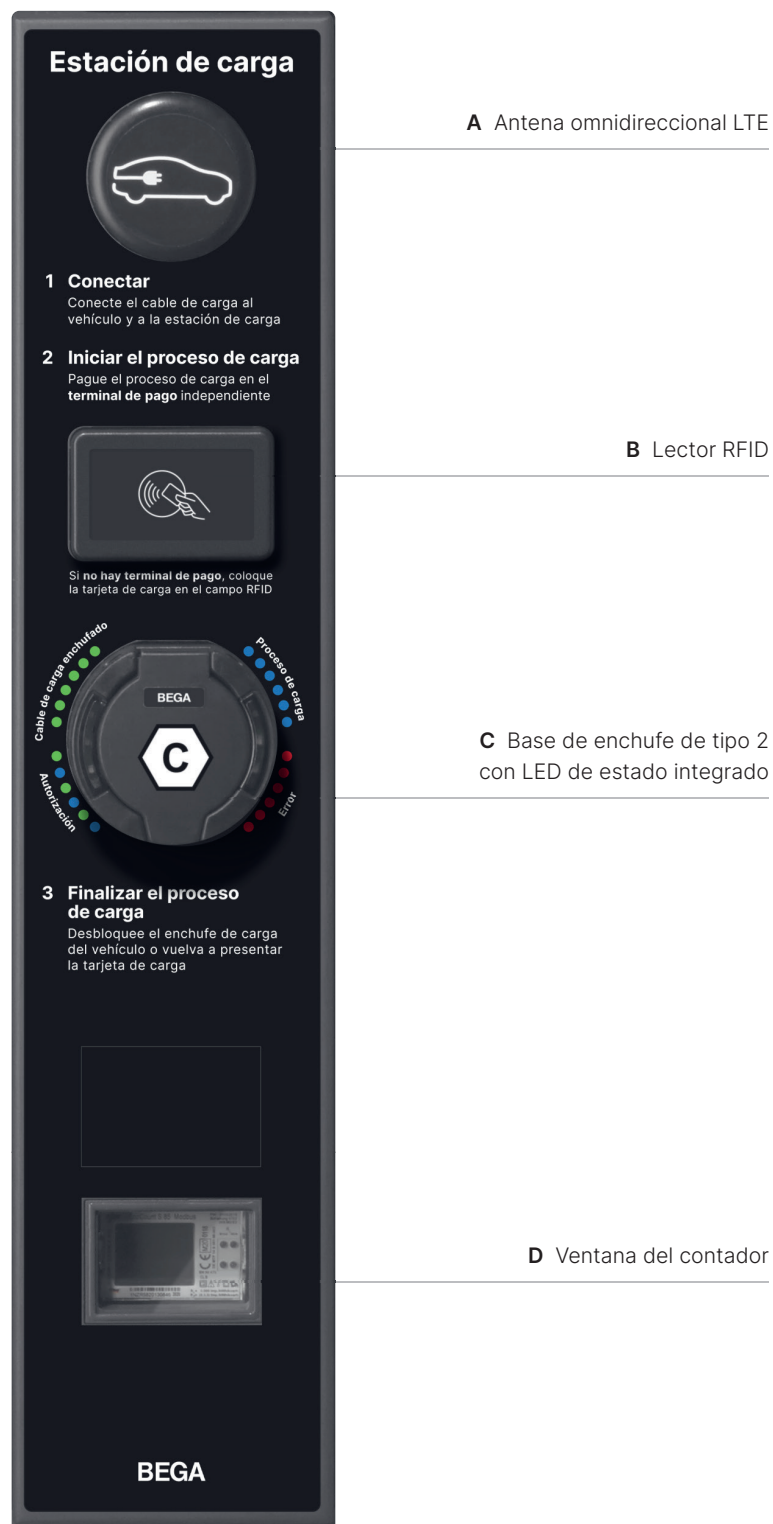 Estación de carga
A Antena omnidireccional LTE
1 Conectar
Conecte el cable de carga al
vehículo y a la estación de carga
2 Iniciar el proceso de carga
Pague el proceso de carga en el
terminal de pago independiente
B Lector RFID
Si no hay terminal de pago, coloque
la tarjeta de carga en el campo RFID
Cable de carga enchufado
Proceso de carga
BEGA
C
Autorización
Error
C Base de enchufe de tipo 2
con LED de estado integrado
3 Finalizar el proceso
de carga
Desbloquee el enchufe de carga
del vehículo o vuelva a presentar
la tarjeta de carga
D Ventana del contador
BEGA